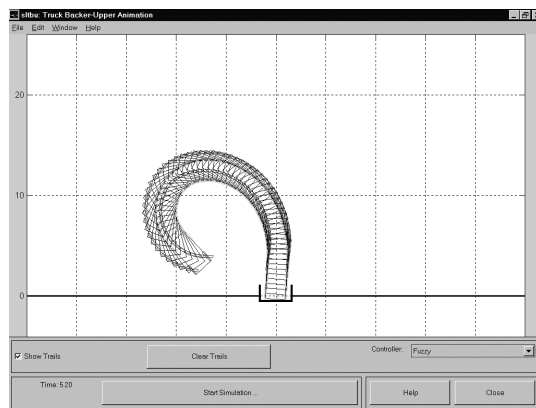 sltbu: Truck Backer-Upper Animation
File Edit Window Help
20
10
0
Show Trails
Clear Trails
Controller:
Fuzzy
Time: 5.20
Start Simulation ...
Help
Close